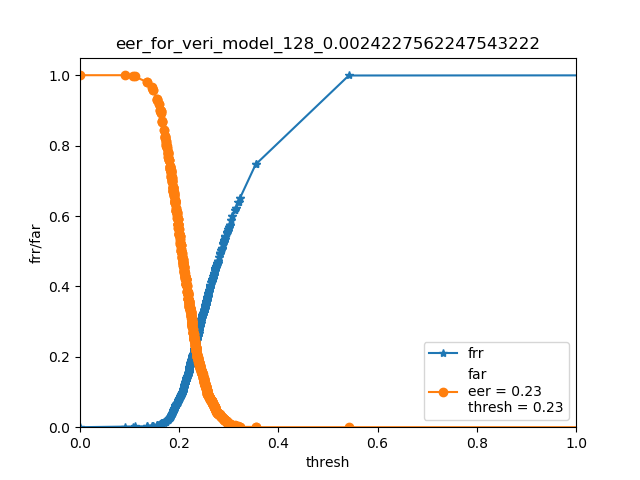 eer_for_veri_model_128_0.0024227562247543222
1.0
0.8
0.6
0.4
0.2
0.0
frr/far
0.0
0.2
0.4
0.6
0.8
1.0
thresh
frr
far
eer = 0.23
thresh = 0.23